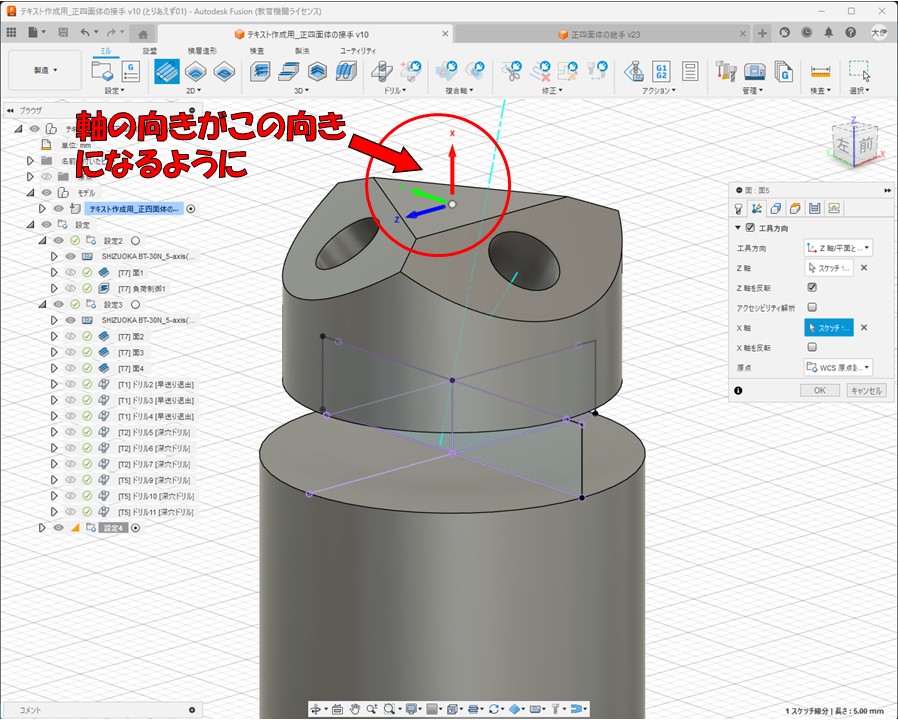 テキスト作成用_正四面体の接手 v10 (とりあえず01) - Autodesk Fusion (教育機関ライセンス)
テキスト作成用_正四面体の接手 v10
正四面体の継手 v23
大伊
ミル
旋盤
積層造形
検査
製法
ユーティリティ
製造
G1
G2
設定
2D
3D
ドリル
複合軸
修正
アクション
管理
検査
選択
軸の向きがこの向き
になるように
ブラウザ
単位: mm
モデル
テキスト作成用_正四面体の...
設定
設定2
SHIZUOKA BT-30N_5-axis(...
[T7] 面1
[T7] 負荷制御1
設定3
SHIZUOKA BT-30N_5-axis(...
[T7] 面2
[T7] 面3
[T7] 面4
[T1] ドリル2 [早送り退出]
[T1] ドリル3 [早送り退出]
[T1] ドリル4 [早送り退出]
[T2] ドリル5 [深穴ドリル]
[T2] ドリル6 [深穴ドリル]
[T2] ドリル7 [深穴ドリル]
[T5] ドリル9 [深穴ドリル]
[T5] ドリル10 [深穴ドリル]
[T5] ドリル11 [深穴ドリル]
設定4
X
Z
Z
左
前
X
面 : 面5
工具方向
工具方向
Z 軸/平面と...
Z 軸
スケッチ...
Z 軸を反転
アクセシビリティ解析
X 軸
スケッチ...
X 軸を反転
原点
WCS 原点
OK
キャンセル
コメント
1 スケッチ線分 | 長さ : 5.00 mm